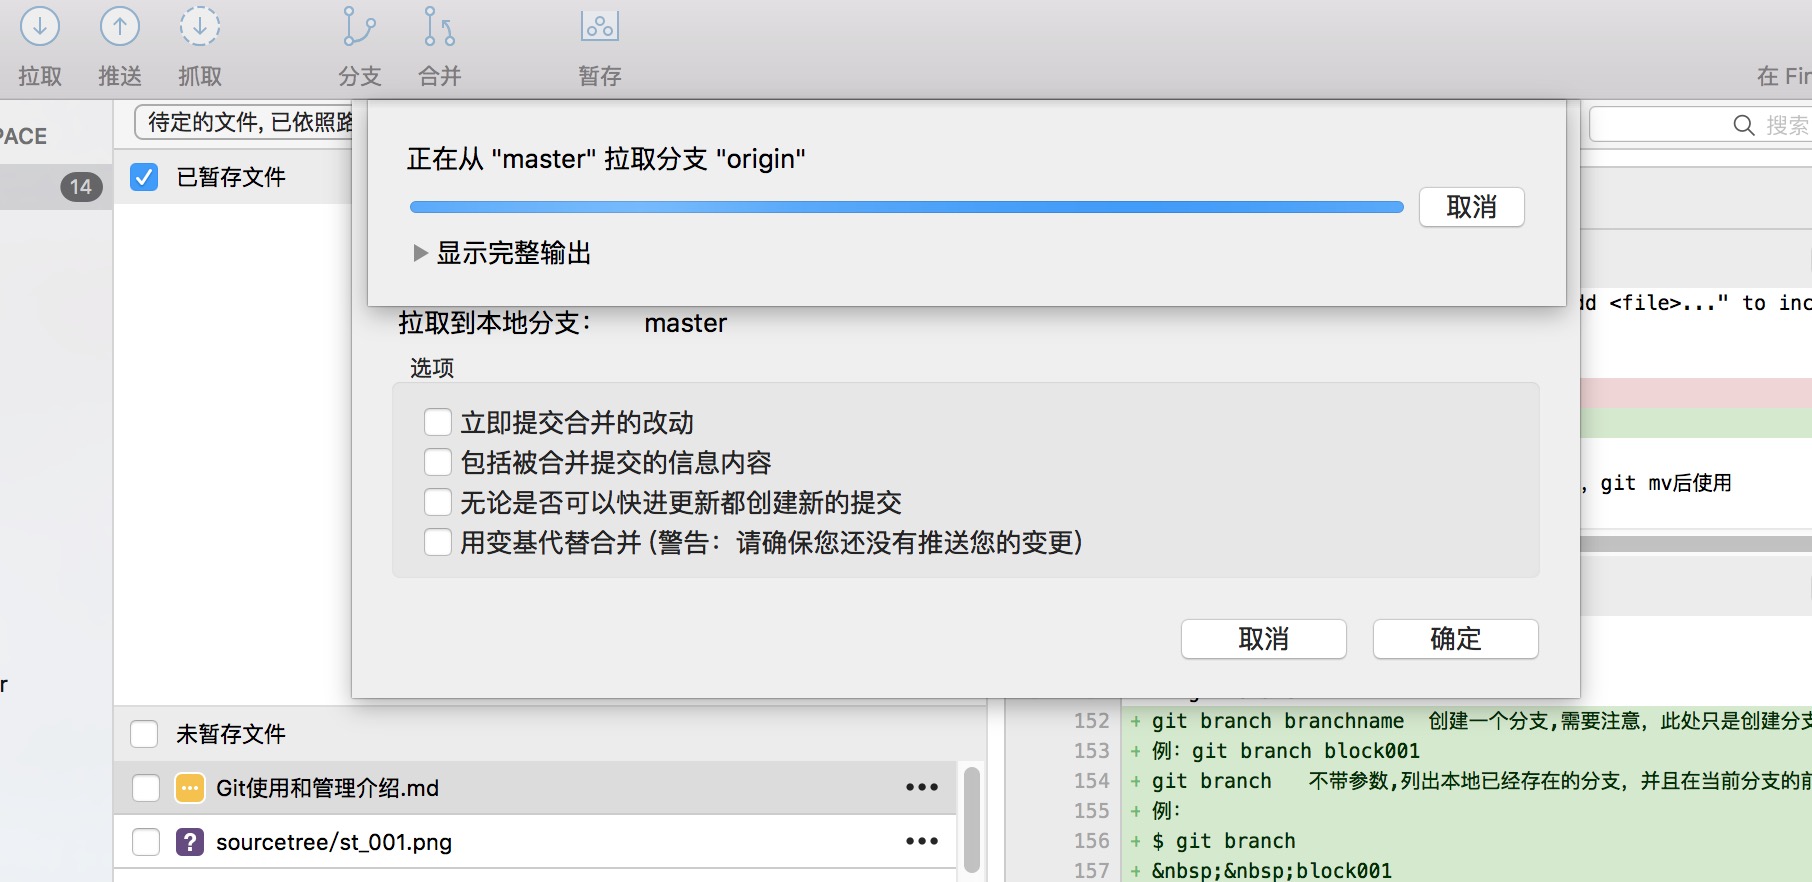 拉取 推送 抓取 分支 合并 暂存
在 Fin
PACE
待定的文件, 已依照路
搜索
14
已暂存文件
正在从 "master" 拉取分支 "origin"
取消
显示完整输出
dd <file>..." to inc
拉取到本地分支： master
选项
立即提交合并的改动
包括被合并提交的信息内容
无论是否可以快进更新都创建新的提交
，git mv后使用
用变基代替合并 (警告：请确保您还没有推送您的变更)
取消 确定
r
152 + git branch branchname 创建一个分支,需要注意，此处只是创建分支
未暂存文件
153 + 例：git branch block001
154 + git branch 不带参数,列出本地已经存在的分支，并且在当前分支的前
Git使用和管理介绍.md
155 + 例：
156 + $ git branch
? sourcetree/st_001.png
157 + &nbsp;&nbsp;block001